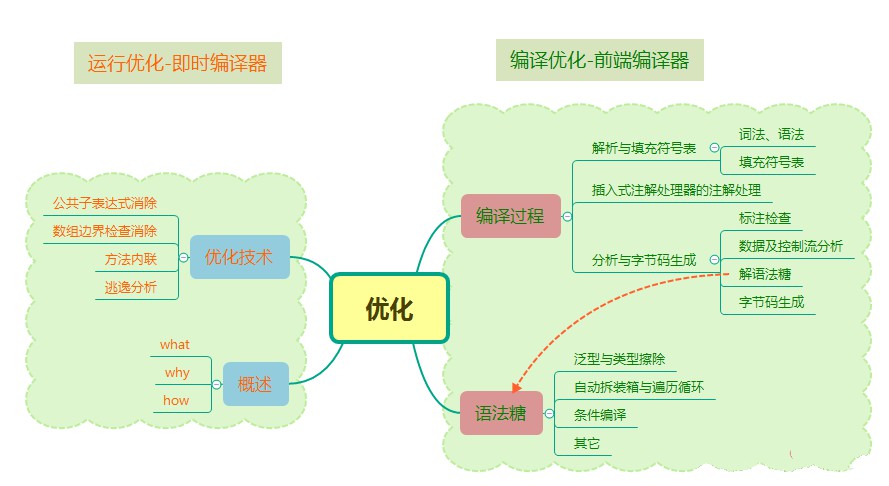 运行优化-即时编译器
编译优化-前端编译器
公共子表达式消除
数组边界检查消除
方法内联
逃逸分析
优化技术
what
why
how
概述
优化
编译过程
解析与填充符号表
词法、语法
填充符号表
插入式注解处理器的注解处理
分析与字节码生成
标注检查
数据及控制流分析
解语法糖
字节码生成
语法糖
泛型与类型擦除
自动拆装箱与遍历循环
条件编译
其它